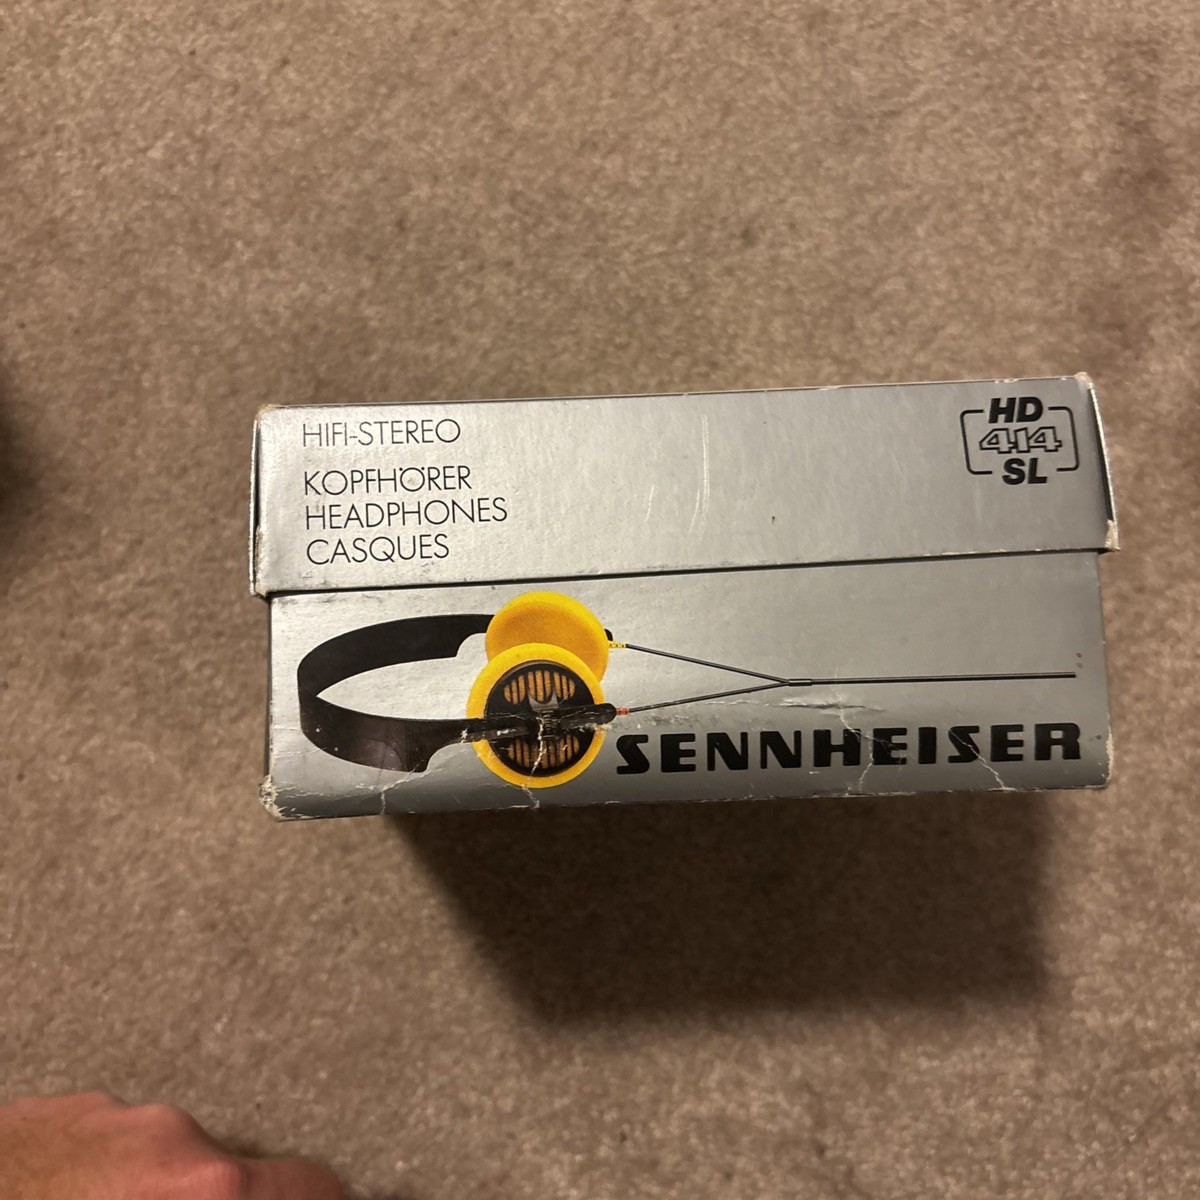 HIFI-STEREO
KOPFHÖRER
HEADPHONES
CASQUES
HD
414
SL
SENNHEISER